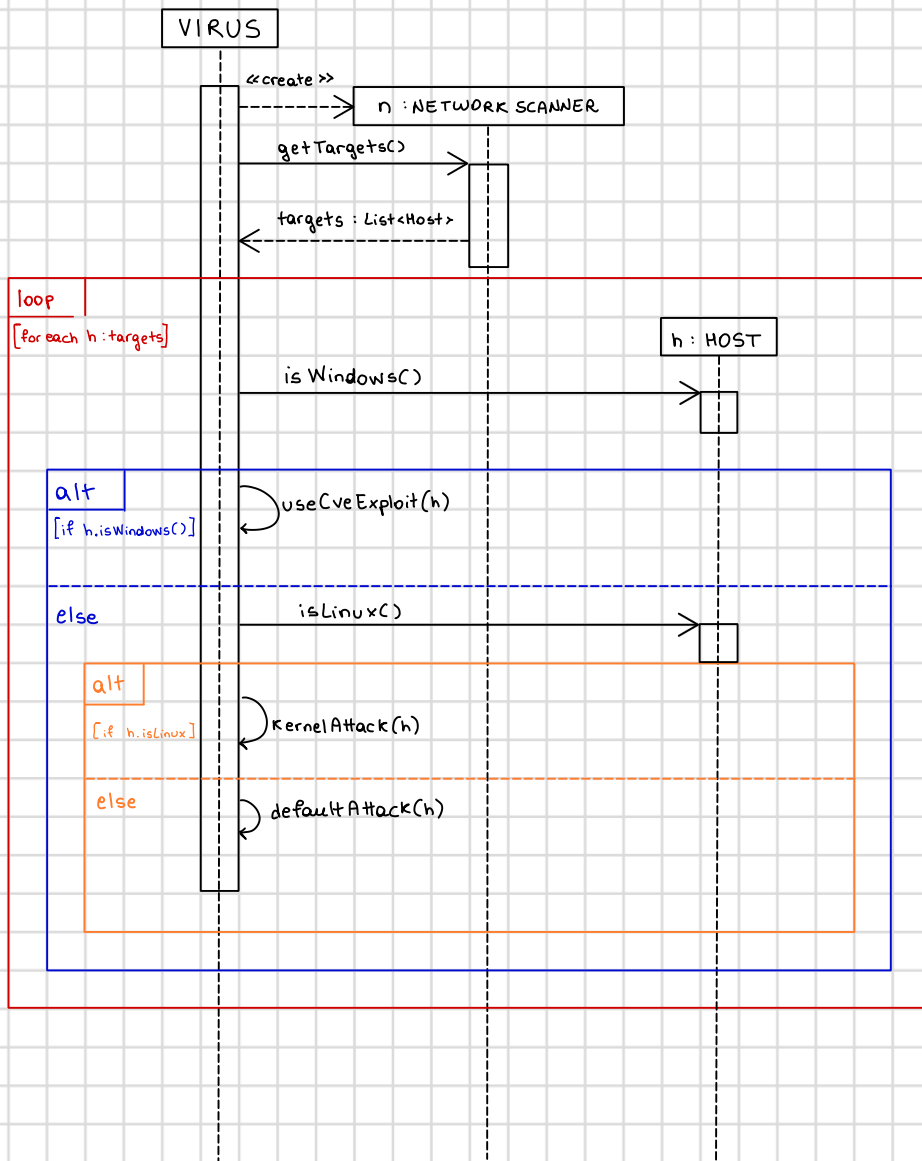 VIRUS
«create»
n : NETWORK SCANNER
getTargets()
targets : List<Host>
loop
[for each h : targets]
h : HOST
isWindows()
alt
useCveExploit(h)
[if h.isWindows()]
else
isLinux()
alt
[if h.isLinux]
KernelAttack(h)
else
defaultAttack(h)